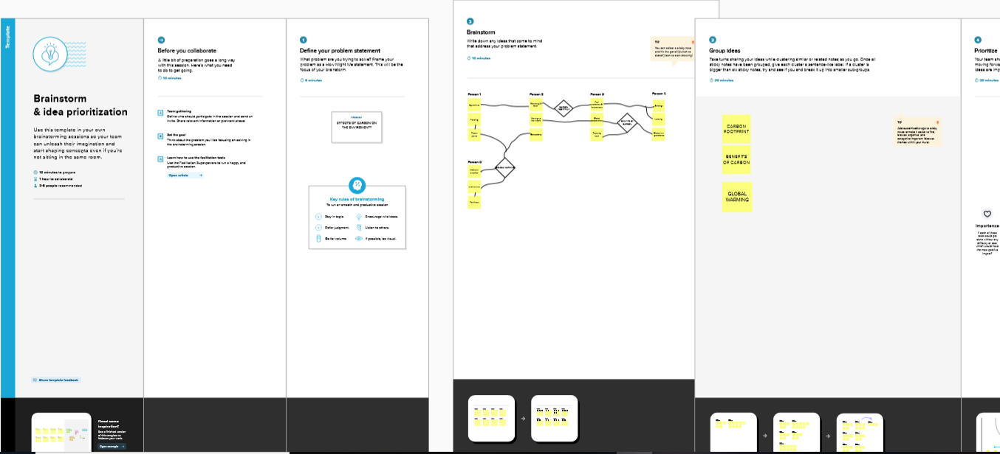 Template
Brainstorm
& idea prioritization
Use this template in your own
brainstorming sessions so your team
can unleash their imagination and
start shaping concepts even if you're
not sitting in the same room.
10 minutes to prepare
1 hour to collaborate
2-8 people recommended
Share template feedback
Need some
inspiration?
See a finished version
of this template to
kickstart your work.
Open example
Before you collaborate
A little bit of preparation goes a long way
with this session. Here's what you need
to do to get going.
10 minutes
A
Team gathering
Define who should participate in the session and send an
invite. Share relevant information or pre-work ahead.
B
Set the goal
Think about the problem you'll be focusing on solving in
the brainstorming session.
C
Learn how to use the facilitation tools
Use the Facilitation Superpowers to run a happy and
productive session.
Open article
1
Define your problem statement
What problem are you trying to solve? Frame your
problem as a How Might We statement. This will be the
focus of your brainstorm.
5 minutes
PROBLEM
EFFECTS OF CARBON ON
THE ENVIROMENT?
Key rules of brainstorming
To run an smooth and productive session
Stay in topic.
Encourage wild ideas.
Defer judgment.
Listen to others.
Go for volume.
If possible, be visual.
2
Brainstorm
Write down any ideas that come to mind
that address your problem statement.
10 minutes
TIP
You can select a sticky note
and hit the pencil [switch to
sketch] icon to start drawing!
Person 1
Person 2
Person 3
Person 4
3
Group ideas
Take turns sharing your ideas while clustering similar or related notes as you go. Once all
sticky notes have been grouped, give each cluster a sentence-like label. If a cluster is
bigger than six sticky notes, try and see if you and break it up into smaller sub-groups.
20 minutes
CARBON
FOOTPRINT
BENEFITS
OF CARBON
GLOBAL
WARMING
TIP
Add customizable tags to sticky
notes to make it easier to find,
browse, organize, and
categorize important ideas as
themes within your mural.
4
Prioritize
Your team sh
moving forwa
ideas are imp
20 minutes
Importance
If each of these
tasks could get
done without any
difficulty or cost,
which would have
the most positive
impact?